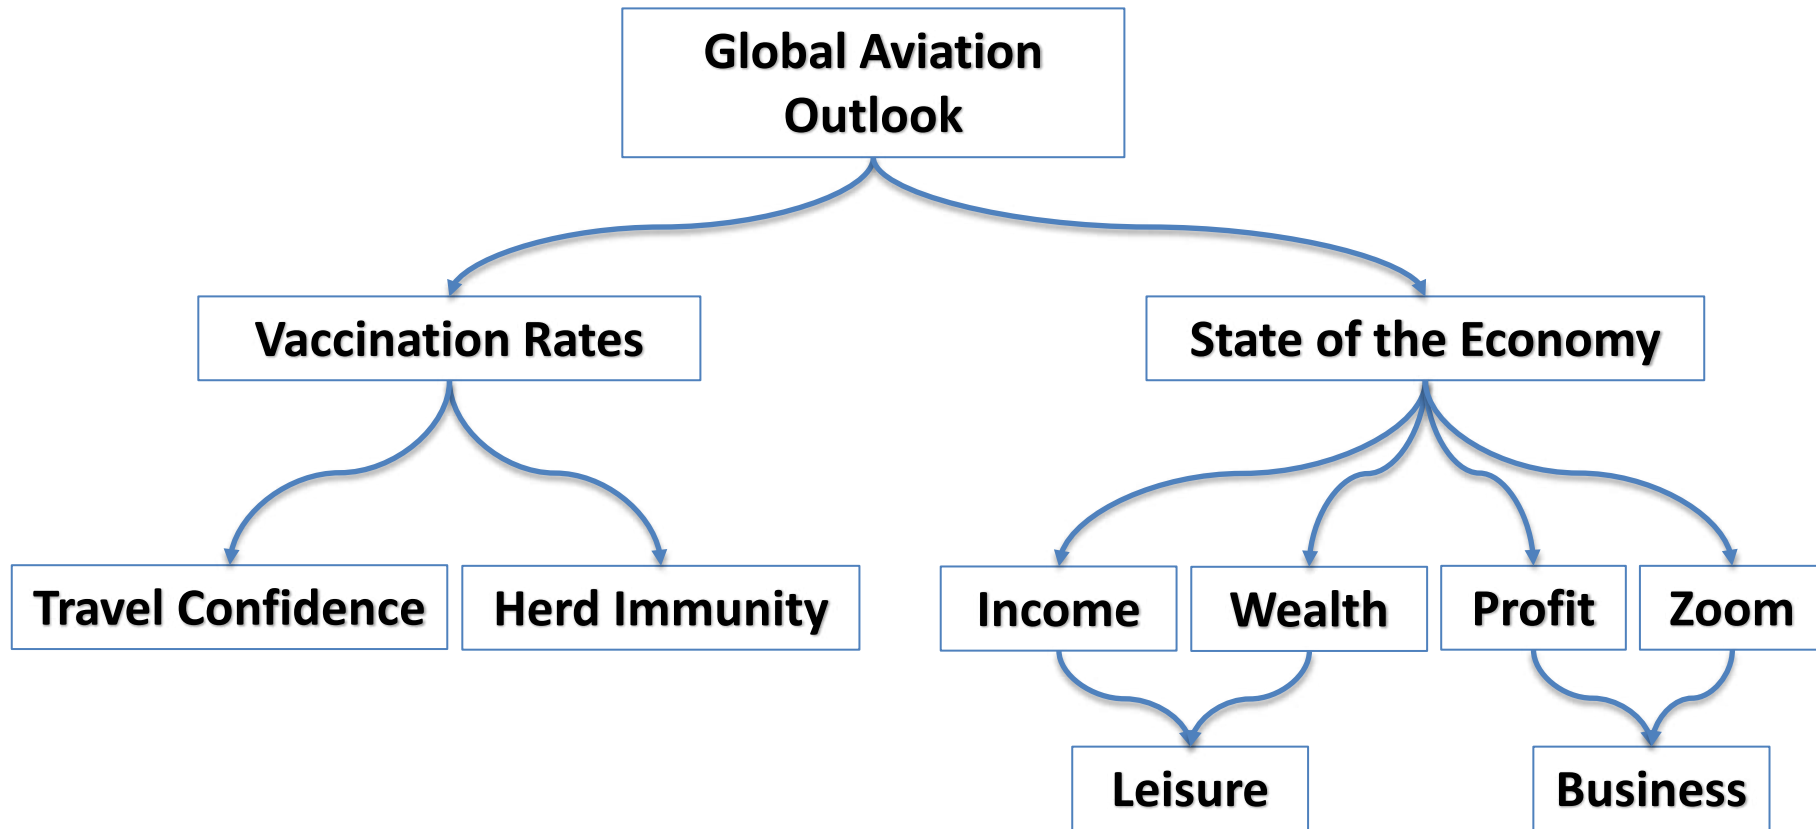 Global Aviation
Outlook
Vaccination Rates
State of the Economy
Travel Confidence
Herd Immunity
Income
Wealth
Profit
Zoom
Leisure
Business